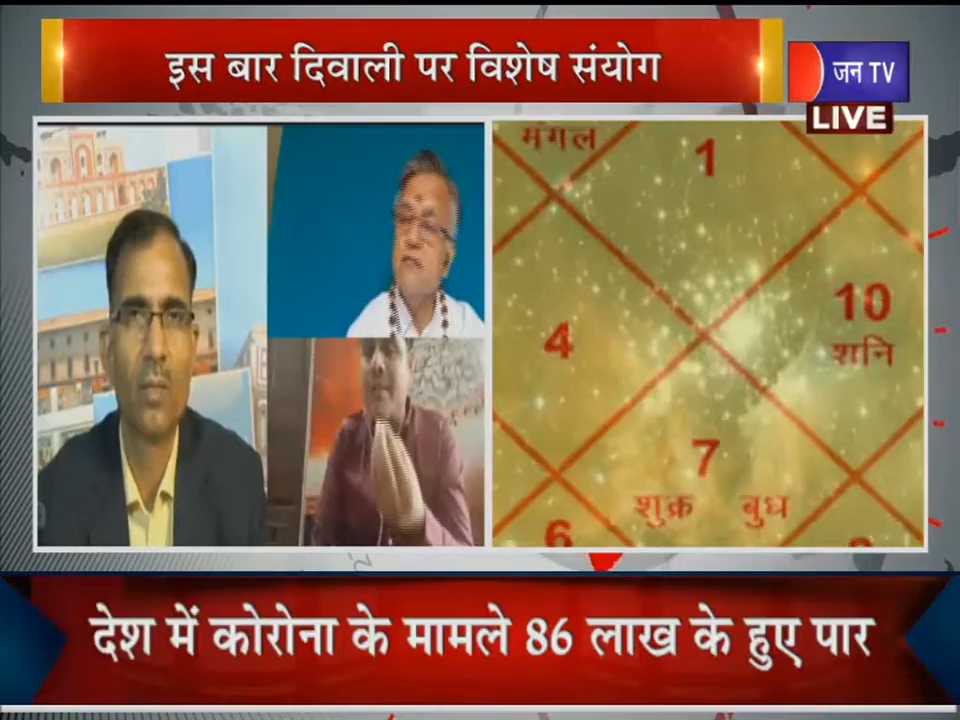 इस बार दिवाली पर विशेष संयोग
जन TV
LIVE
मंगल
1
4
10
शनि
7
शुक्र बुध
6
देश में कोरोना के मामले 86 लाख के हुए पार